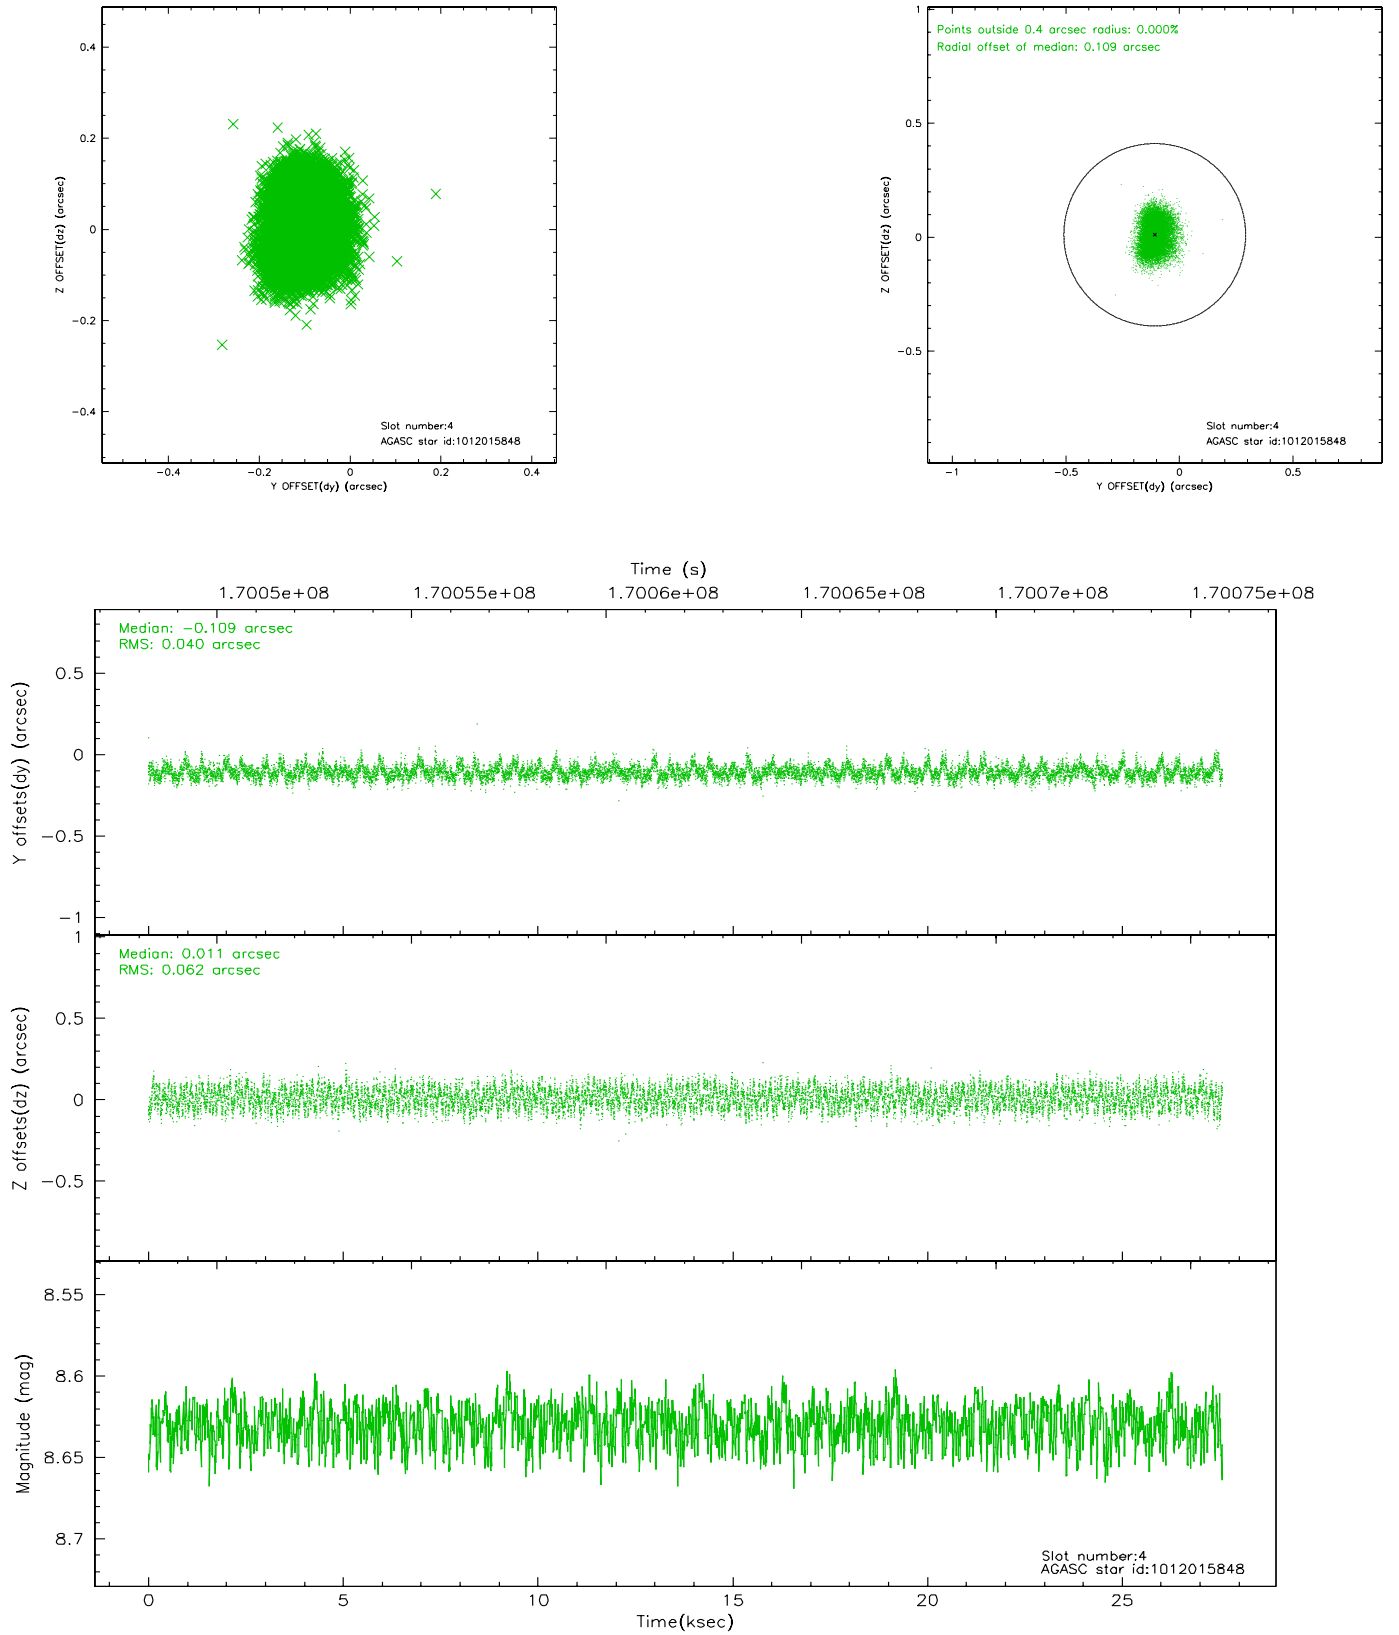 0.4
0.2
0
−0.2
−0.4
Z OFFSET(dz) (arcsec)
Slot number:4
AGASC star id:1012015848
−0.4 −0.2 0 0.2 0.4
Y OFFSET(dy) (arcsec)
Points outside 0.4 arcsec radius: 0.000%
Radial offset of median: 0.109 arcsec
1
0.5
0
−0.5
Z OFFSET(dz) (arcsec)
Slot number:4
AGASC star id:1012015848
−1 −0.5 0 0.5
Y OFFSET(dy) (arcsec)
Time (s)
1.7005e+08 1.70055e+08 1.7006e+08 1.70065e+08 1.7007e+08 1.70075e+08
Median: −0.109 arcsec
RMS: 0.040 arcsec
0.5
0
−0.5
−1
Y offsets(dy) (arcsec)
Median: 0.011 arcsec
RMS: 0.062 arcsec
1
0.5
0
−0.5
Z offsets(dz) (arcsec)
8.55
8.6
8.65
8.7
Magnitude (mag)
Slot number:4
AGASC star id:1012015848
0 5 10 15 20 25
Time(ksec)